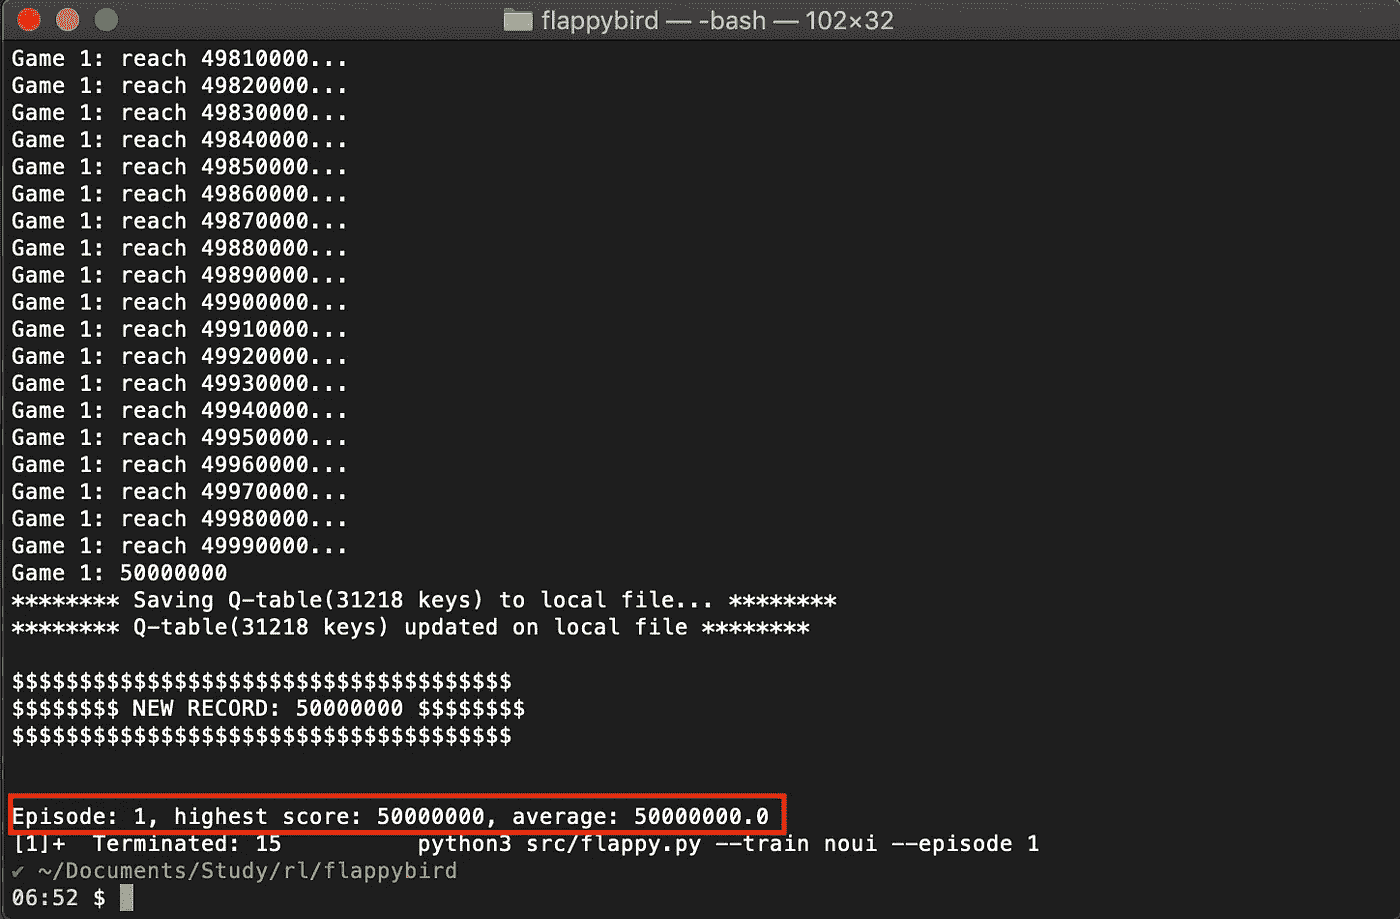 flappybird — -bash — 102×32
Game 1: reach 49810000...
Game 1: reach 49820000...
Game 1: reach 49830000...
Game 1: reach 49840000...
Game 1: reach 49850000...
Game 1: reach 49860000...
Game 1: reach 49870000...
Game 1: reach 49880000...
Game 1: reach 49890000...
Game 1: reach 49900000...
Game 1: reach 49910000...
Game 1: reach 49920000...
Game 1: reach 49930000...
Game 1: reach 49940000...
Game 1: reach 49950000...
Game 1: reach 49960000...
Game 1: reach 49970000...
Game 1: reach 49980000...
Game 1: reach 49990000...
Game 1: 50000000
******** Saving Q-table(31218 keys) to local file... ********
******** Q-table(31218 keys) updated on local file ********
$$$$$$$$$$$$$$$$$$$$$$$$$$$$$$$$$$$$$
$$$$$$$$ NEW RECORD: 50000000 $$$$$$$$
$$$$$$$$$$$$$$$$$$$$$$$$$$$$$$$$$$$$$
Episode: 1, highest score: 50000000, average: 50000000.0
[1]+  Terminated: 15          python3 src/flappy.py --train noui --episode 1
✔ ~/Documents/Study/rl/flappybird
06:52 $